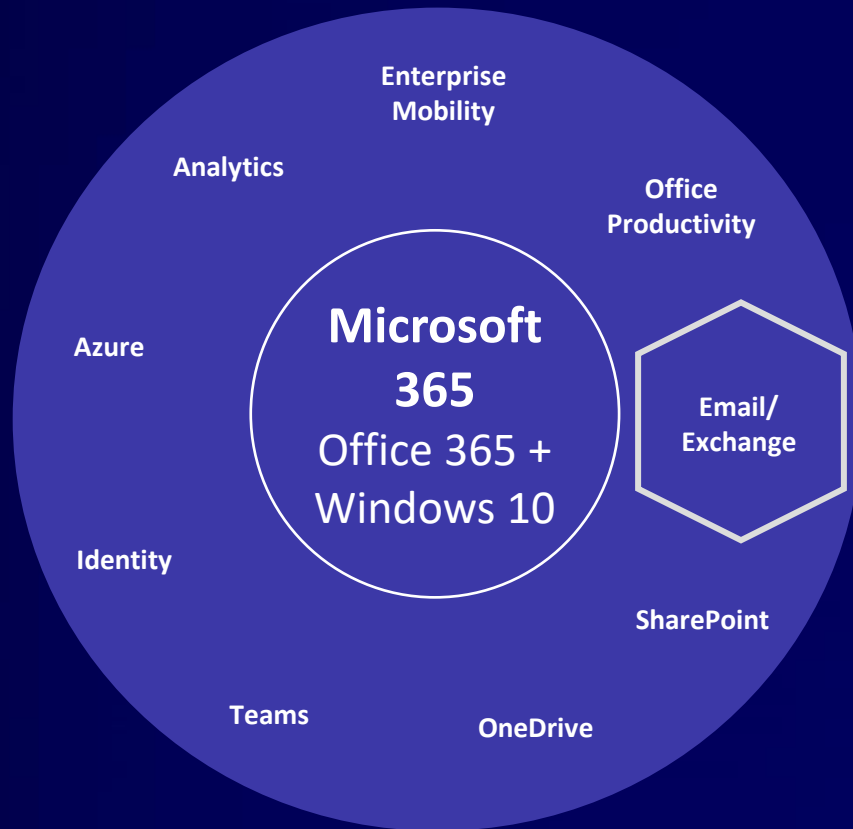 Enterprise
Mobility
Analytics
Office
Productivity
Microsoft
365
Office 365 +
Windows 10
Azure
Email/
Exchange
Identity
SharePoint
Teams
OneDrive